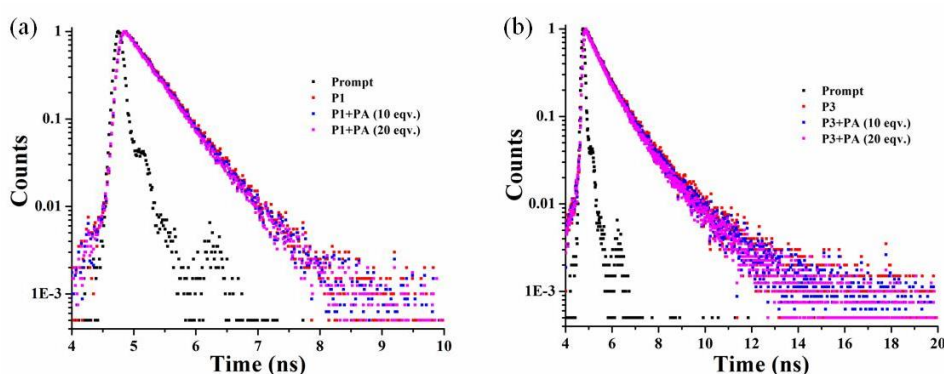 (a)
Counts
1
0.1
0.01
1E-3
Prompt
P1
P1+PA (10 eqv.)
P1+PA (20 eqv.)
4 5 6 7 8 9 10
Time (ns)
(b)
Counts
1
0.1
0.01
1E-3
Prompt
P3
P3+PA (10 eqv.)
P3+PA (20 eqv.)
4 6 8 10 12 14 16 18 20
Time (ns)